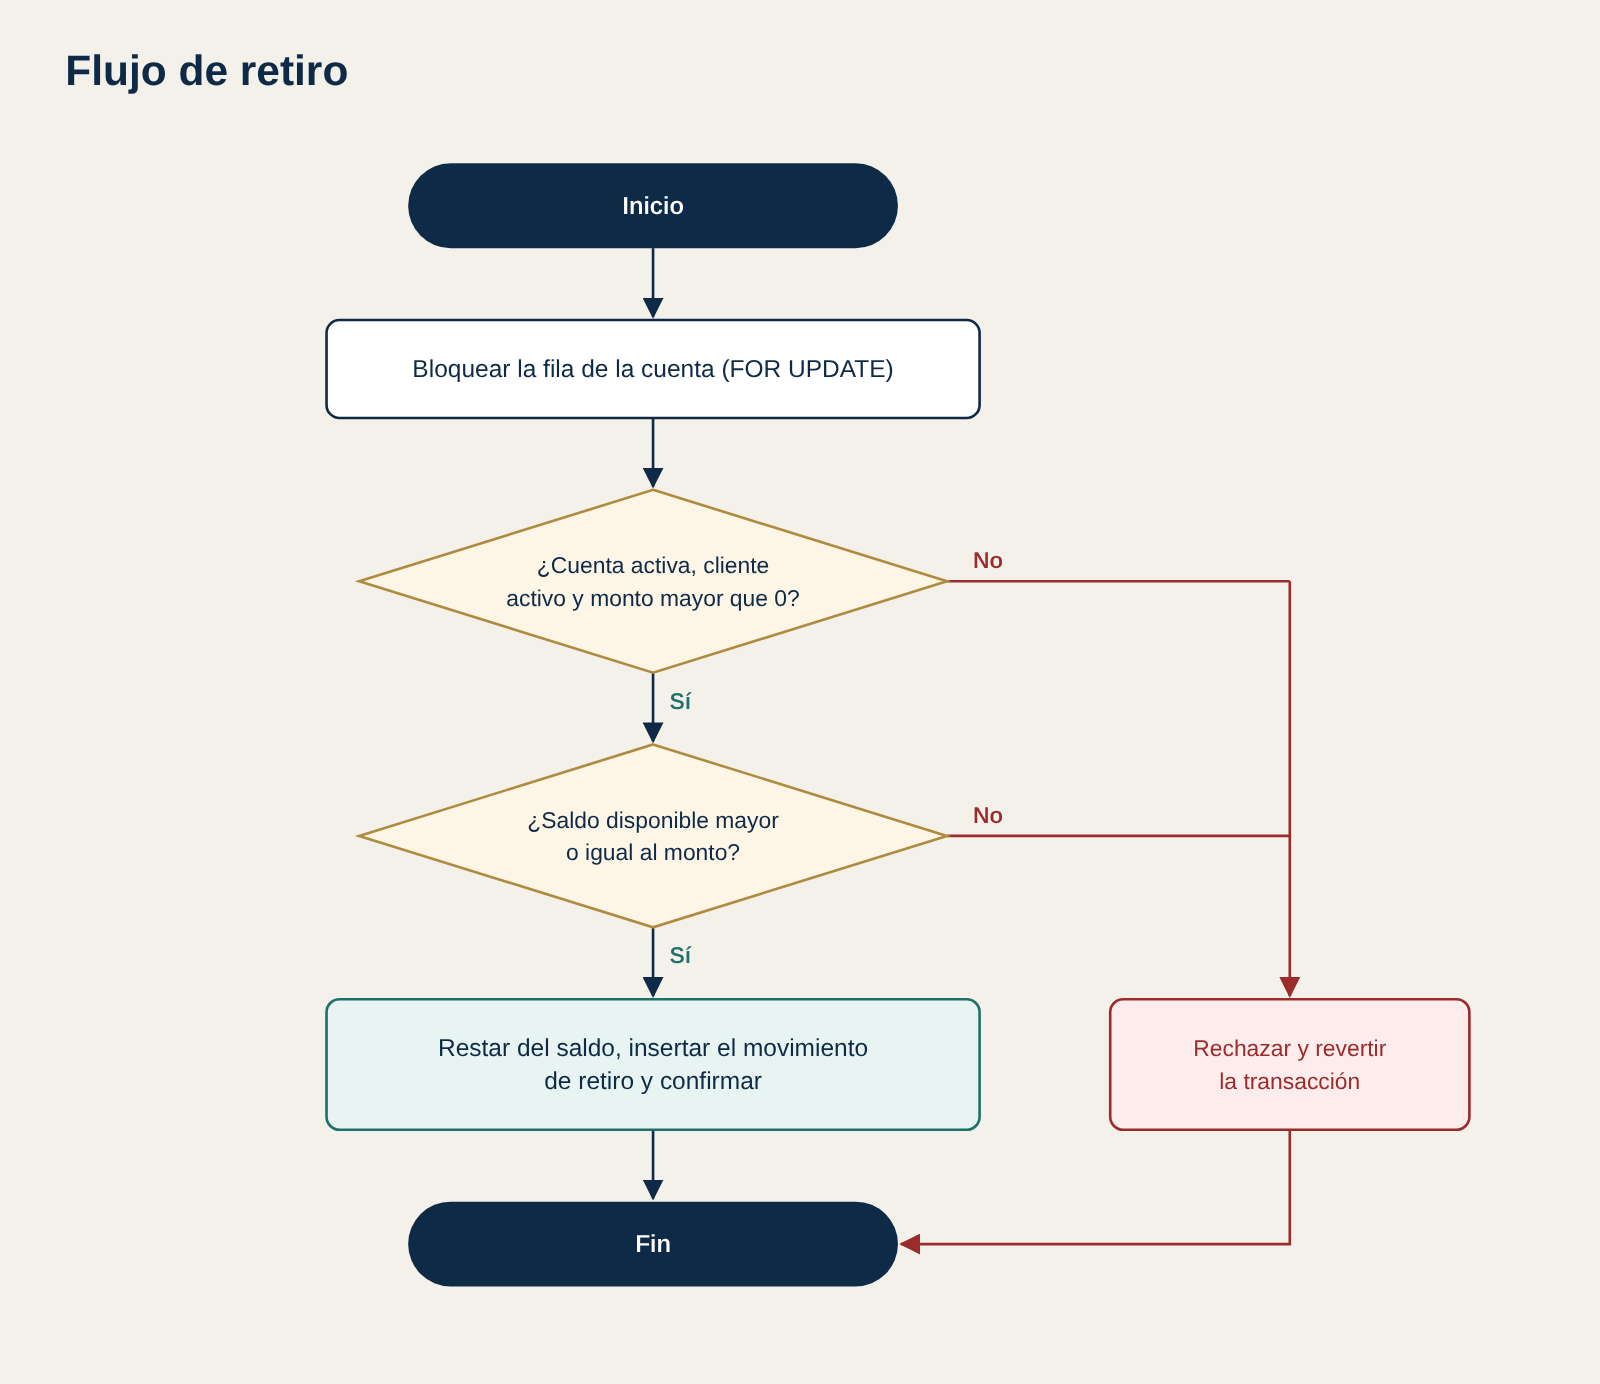 Flujo de retiro
Inicio
Bloquear la fila de la cuenta (FOR UPDATE)
¿Cuenta activa, cliente
activo y monto mayor que 0?
No
Sí
¿Saldo disponible mayor
o igual al monto?
No
Sí
Restar del saldo, insertar el movimiento
de retiro y confirmar
Rechazar y revertir
la transacción
Fin